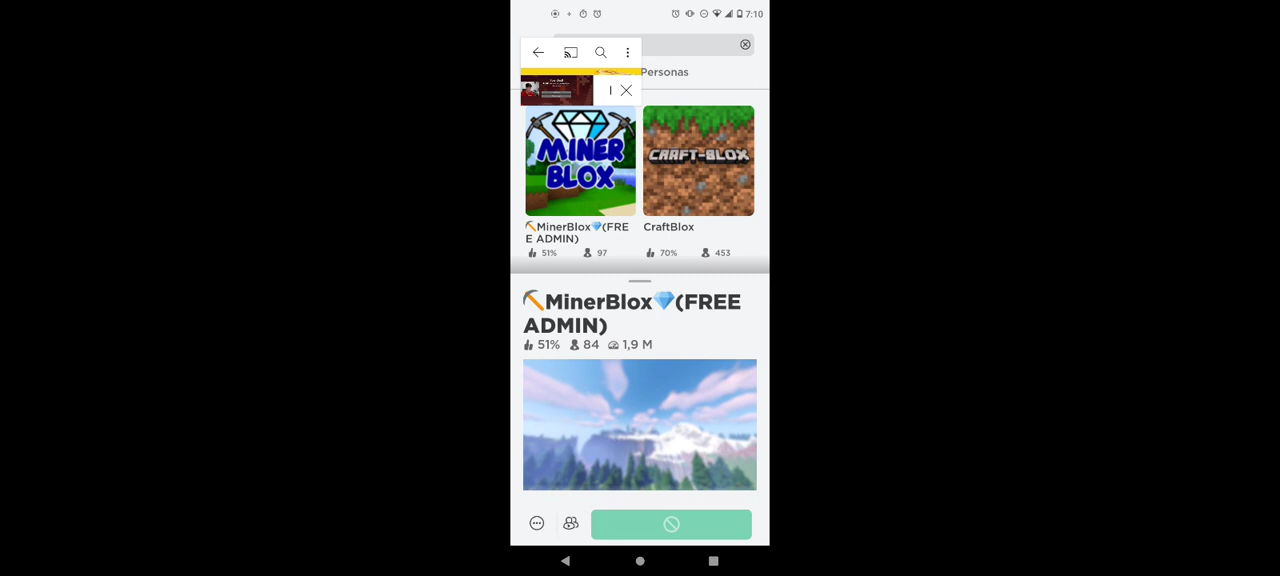 7:10
Personas
MINER
BLOX
CRAFT-BLOX
⛏️MinerBlox💎(FRE
E ADMIN)
51% 97
CraftBlox
70% 453
⛏️MinerBlox💎(FREE
ADMIN)
51% 84 1,9 M